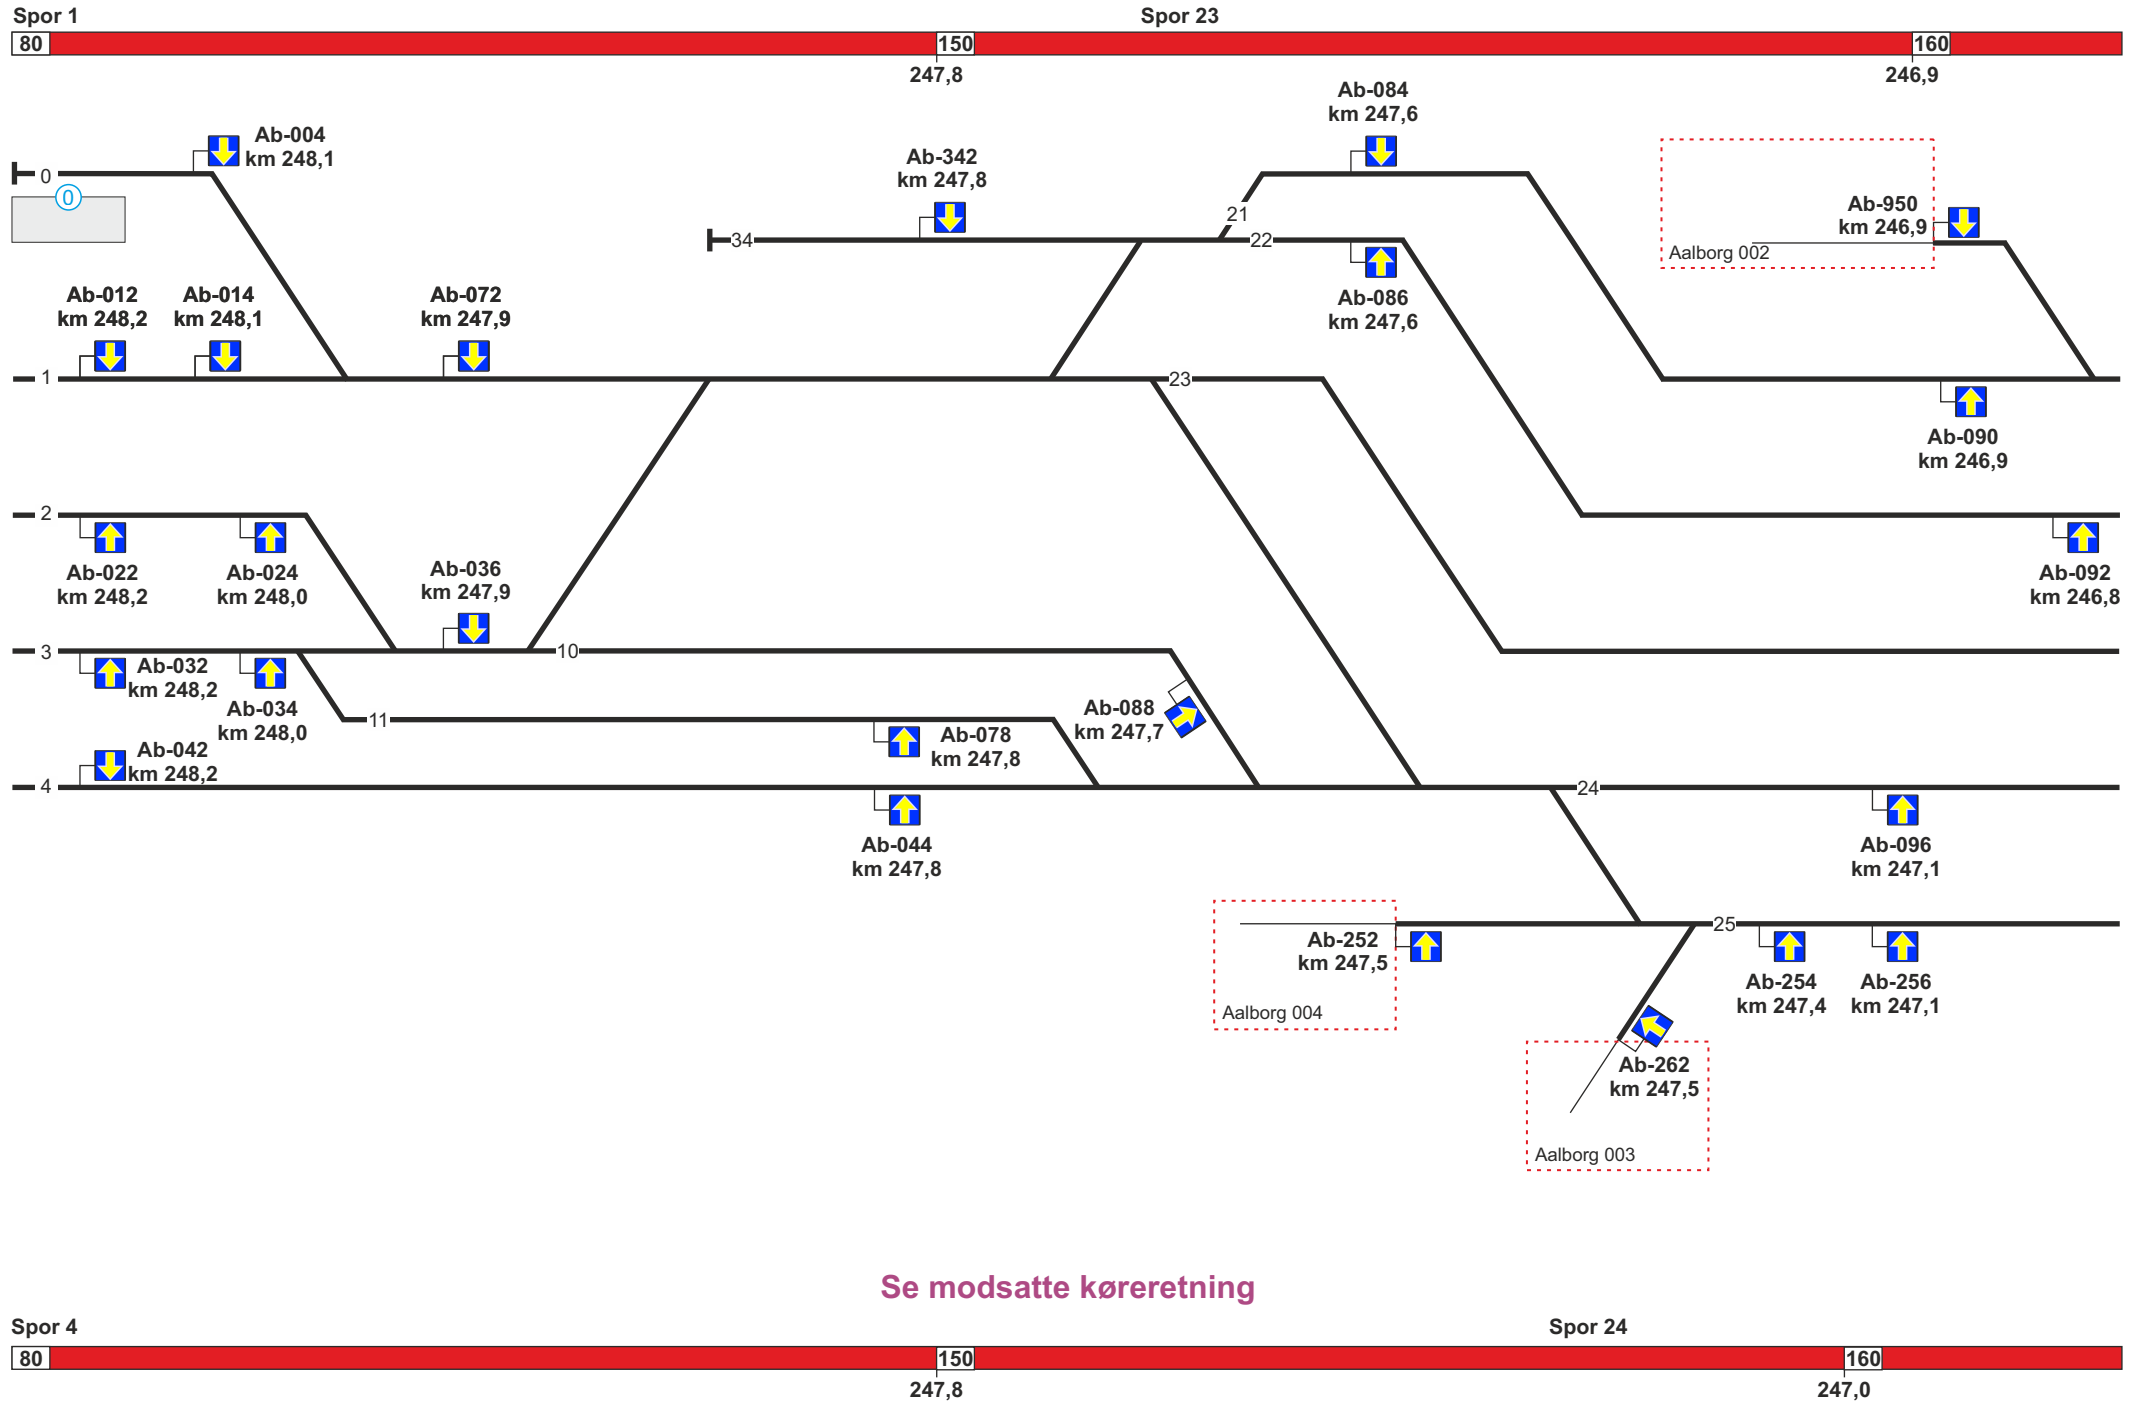 Spor 1
Spor 23
80
150
160
247,8
246,9
Ab-084
km 247,6
Ab-004
km 248,1
Ab-342
km 247,8
0
0
21
Ab-950
km 246,9
34
22
Aalborg 002
Ab-012
km 248,2
Ab-014
km 248,1
Ab-072
km 247,9
Ab-086
km 247,6
1
23
Ab-090
km 246,9
2
Ab-022
km 248,2
Ab-024
km 248,0
Ab-036
km 247,9
Ab-092
km 246,8
3
10
Ab-032
km 248,2
Ab-034
km 248,0
11
Ab-088
km 247,7
Ab-078
km 247,8
Ab-042
km 248,2
4
24
Ab-044
km 247,8
Ab-096
km 247,1
25
Ab-252
km 247,5
Ab-254
km 247,4
Ab-256
km 247,1
Aalborg 004
Ab-262
km 247,5
Aalborg 003
Se modsatte køreretning
Spor 4
Spor 24
80
150
160
247,8
247,0